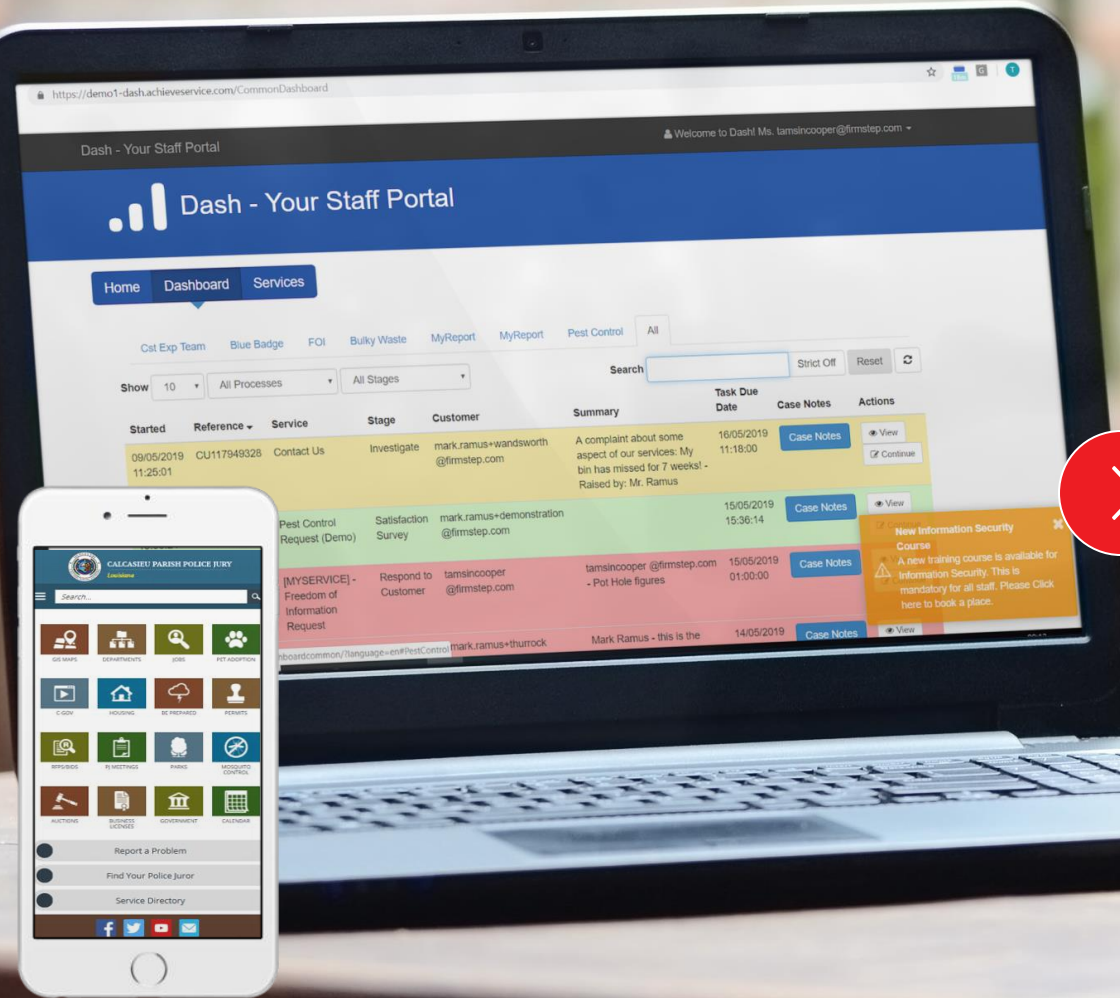 https://demo1-dash.achieveservice.com/CommonDashboard
Dash - Your Staff Portal
Welcome to Dash! Ms. tamsincooper@firmstep.com
Dash - Your Staff Portal
Home Dashboard Services
Cst Exp Team Blue Badge FOI Bulky Waste MyReport MyReport Pest Control All
Show 10 All Processes All Stages Search Strict Off Reset
Started Reference Service Stage Customer Summary Task Due Date Case Notes Actions
09/05/2019 CU117949328 Contact Us Investigate mark.ramus+wandsworth A complaint about some 16/05/2019 Case Notes View
11:25:01 @firmstep.com aspect of our services: My 11:18:00 Continue
bin has missed for 7 weeks! -
Raised by: Mr. Ramus
Pest Control Satisfaction mark.ramus+demonstration 15/05/2019 Case Notes View
Request (Demo) Survey @firmstep.com 15:36:14
[MYSERVICE] - Respond to tamsincooper tamsincooper @firmstep.com 15/05/2019 Case Notes
Freedom of Customer @firmstep.com - Pot Hole figures 01:00:00
Information
Request
mark.ramus+thurrock Mark Ramus - this is the 14/05/2019 Case Notes View
hboardcommon/?language=en#PestControl
New Information Security
Course
A new training course is available for
Information Security. This is
mandatory for all staff. Please Click
here to book a place.
CALCASIEU PARISH POLICE JURY
Louisiana
Search...
GIS MAPS DEPARTMENTS JOBS PET ADOPTION
C-GOV HOUSING BE PREPARED PERMITS
RFPS/BIDS PJ MEETINGS PARKS MOSQUITO
CONTROL
AUCTIONS BUSINESS GOVERNMENT CALENDAR
LICENSES
Report a Problem
Find Your Police Juror
Service Directory